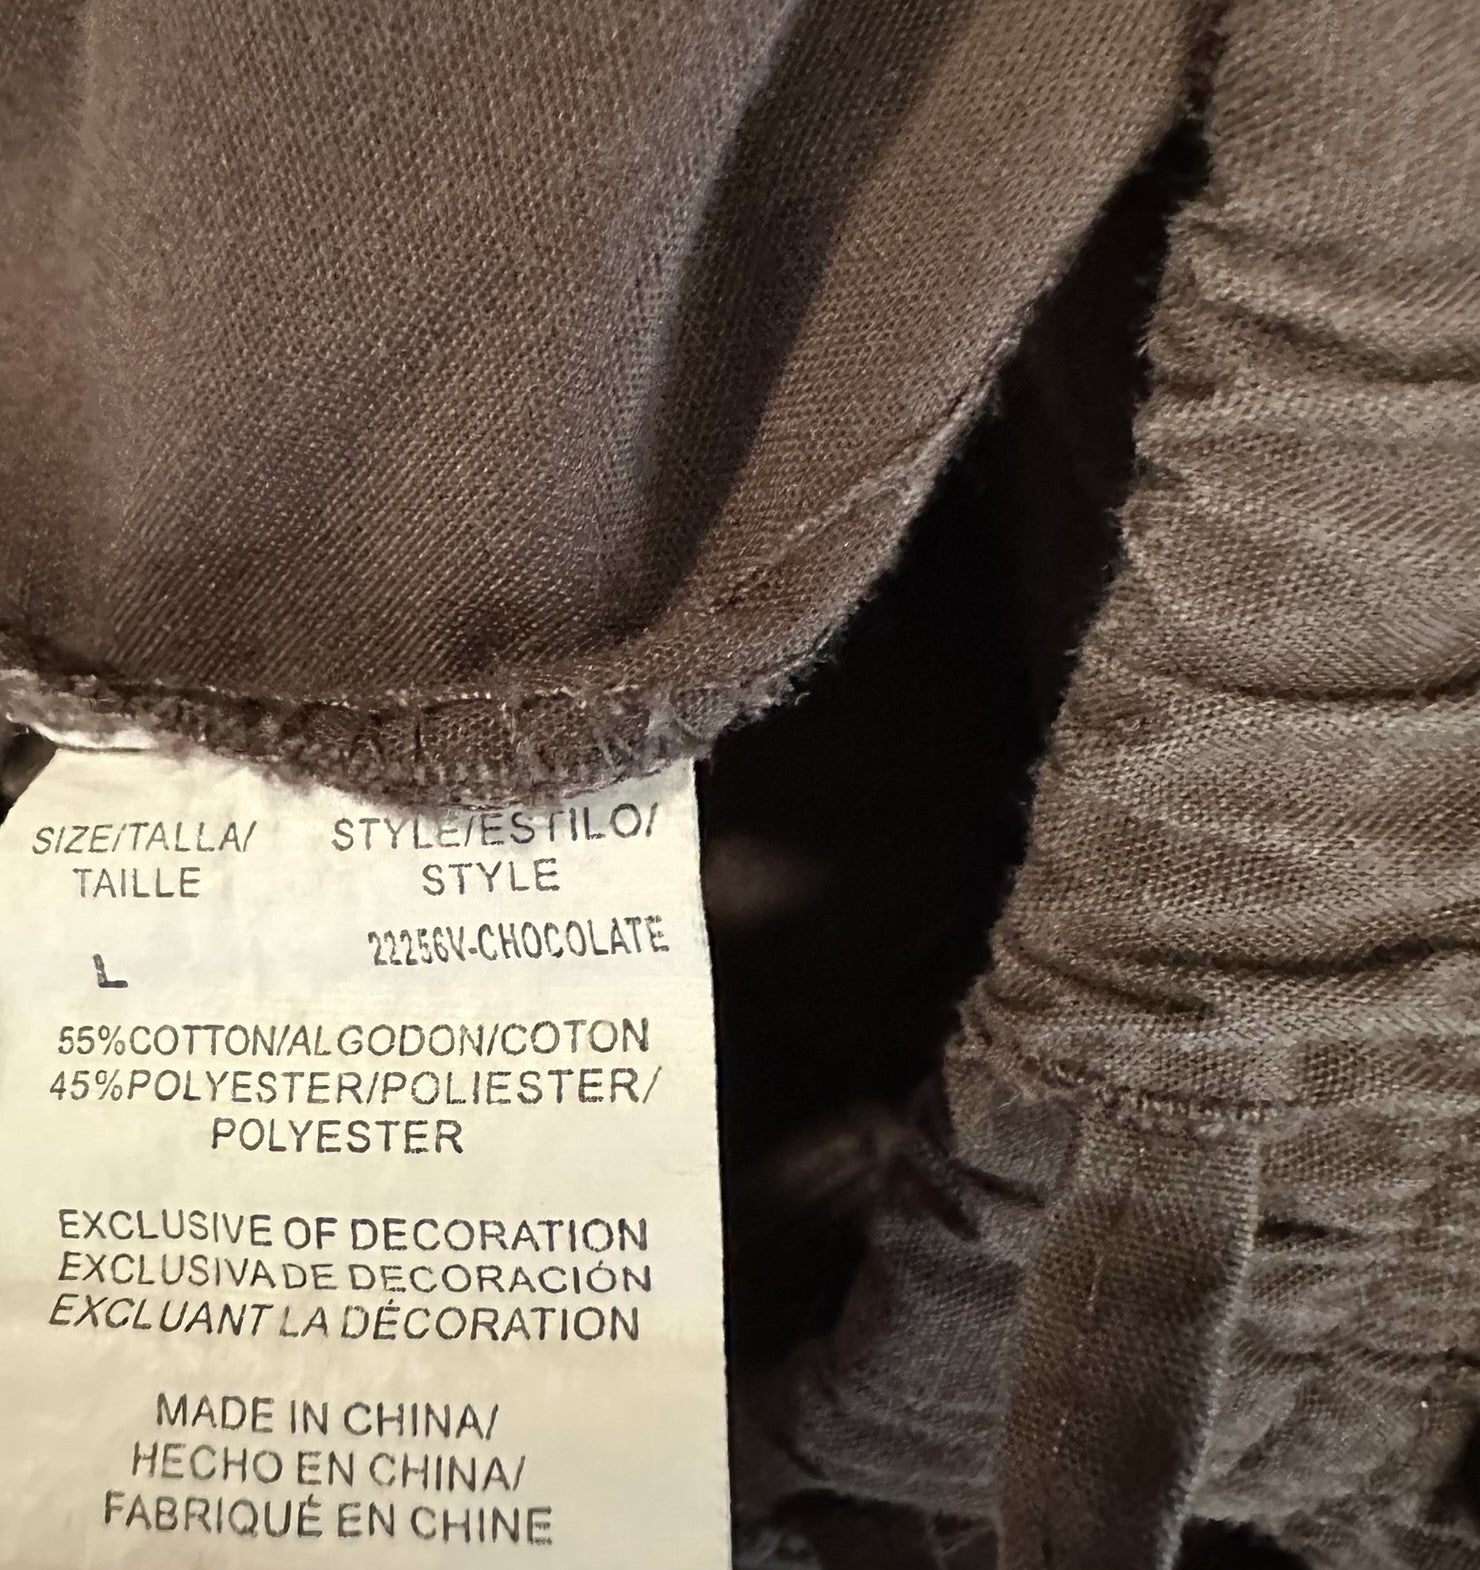 SIZE/TALLA/
TAILLE
STYLE/ESTILO/
STYLE
L
22256V-CHOCOLATE
55%COTTON/ALGODON/COTON
45%POLYESTER/POLIESTER/
POLYESTER
EXCLUSIVE OF DECORATION
EXCLUSIVA DE DECORACIÓN
EXCLUANT LA DÉCORATION
MADE IN CHINA/
HECHO EN CHINA/
FABRIQUÉ EN CHINE